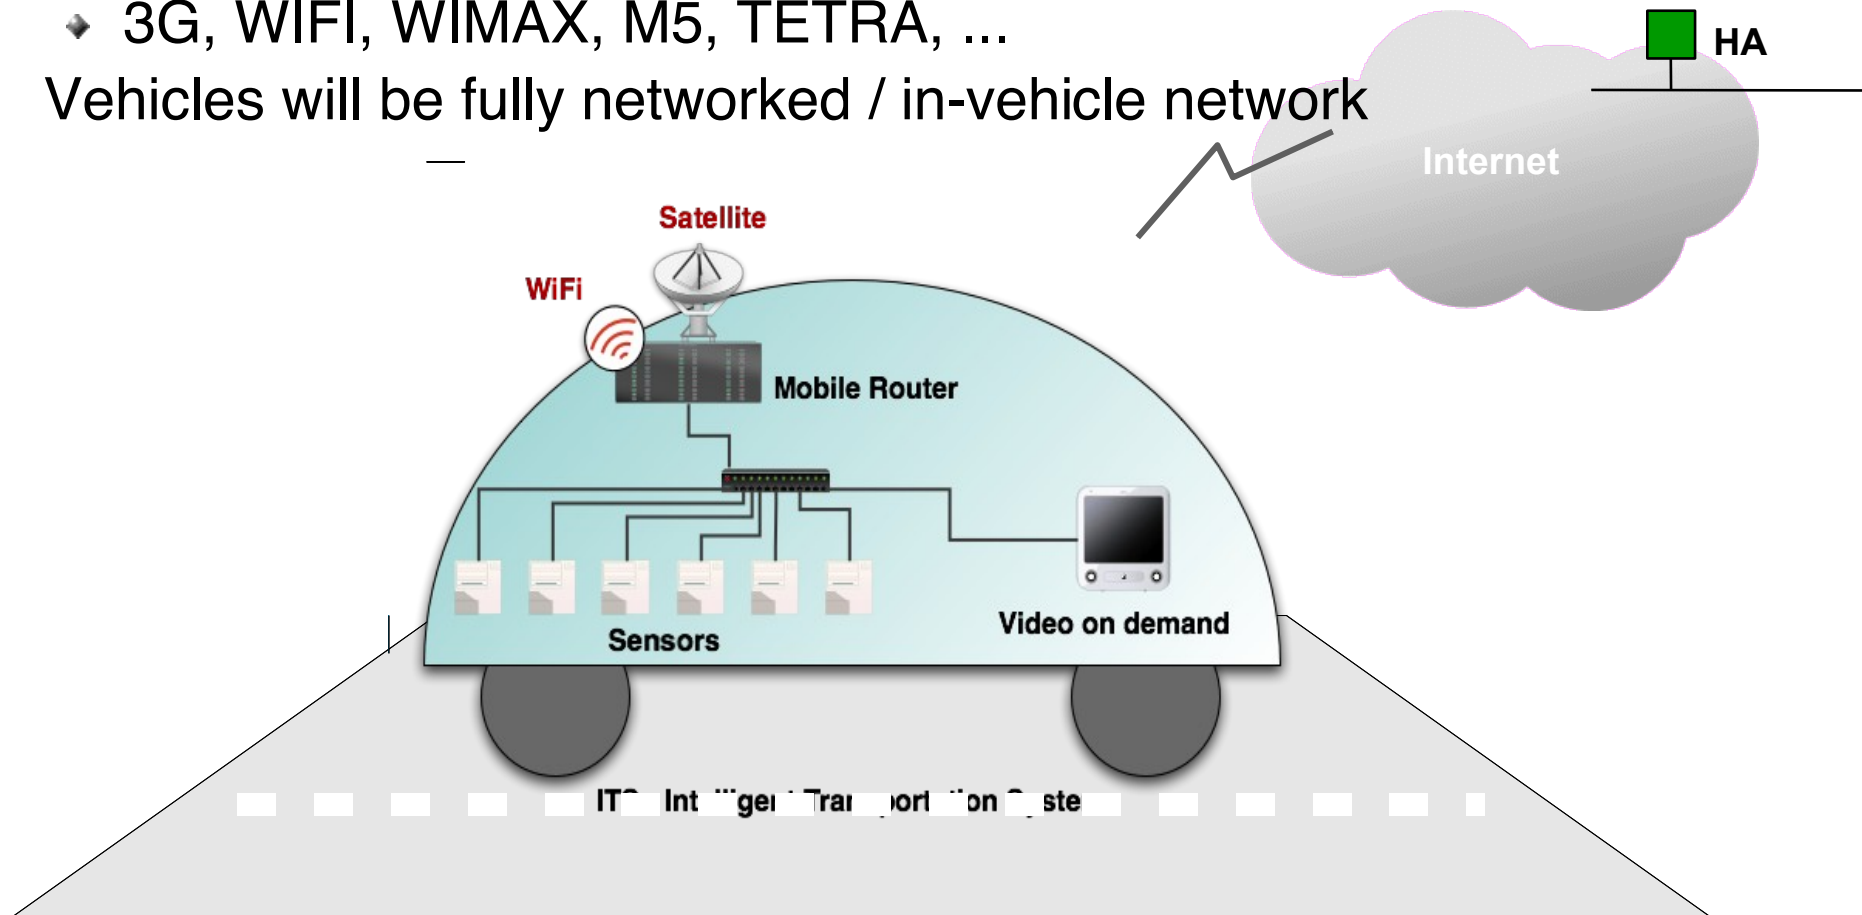 3G, WIFI, WIMAX, M5, TETRA, ...
Vehicles will be fully networked / in-vehicle network
HA
Internet
Satellite
WiFi
Mobile Router
Video on demand
Sensors